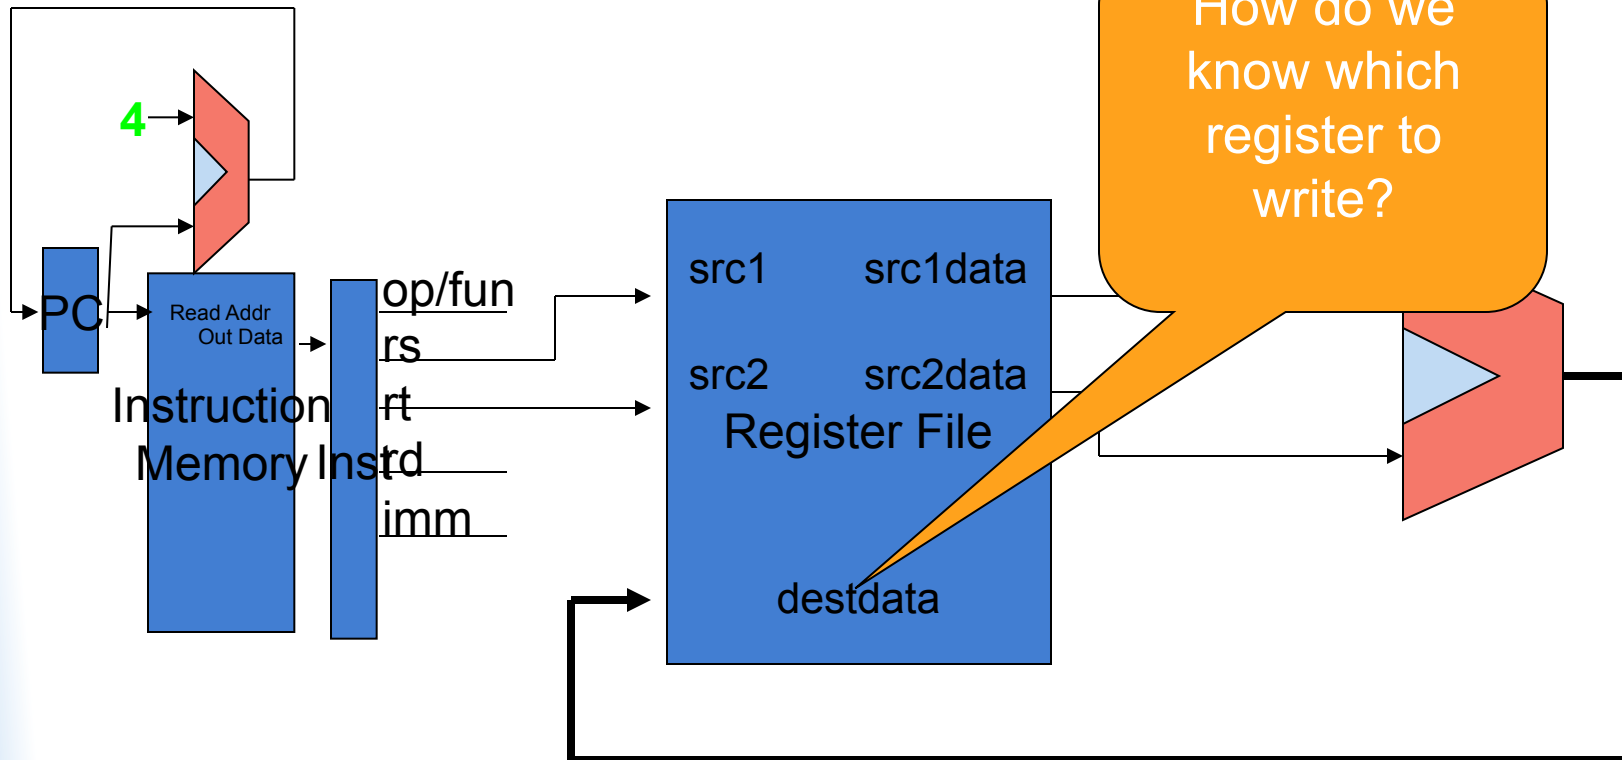 How do we
know which
register to
write?
4
PC
Read Addr
Out Data
Instruction
Memory
Inst
op/fun
rs
rt
rd
imm
src1 src1data
src2 src2data
Register File
destdata